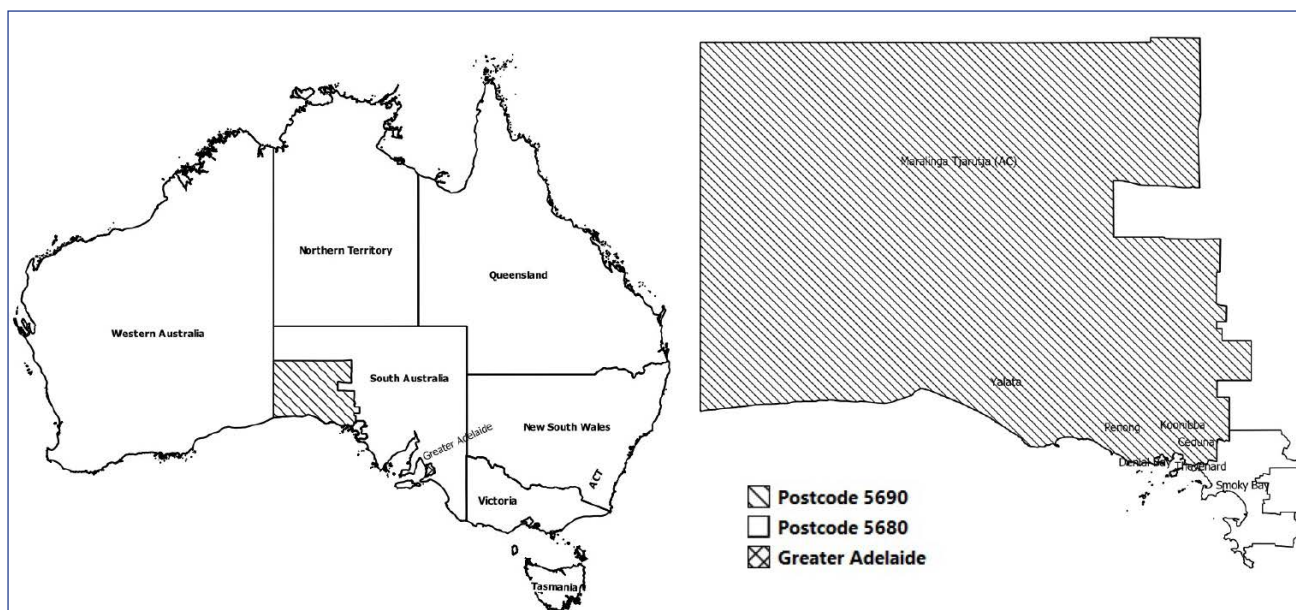 Northern Territory
Queensland
Western Australia
South Australia
Greater Adelaide
New South Wales
ACT
Victoria
Tasmania
Maralinga Tjarutja (AC)
Yalata
Penong
Koonibba
Ceduna
Denial Bay
Thevenard
Smoky Bay
Postcode 5690
Postcode 5680
Greater Adelaide